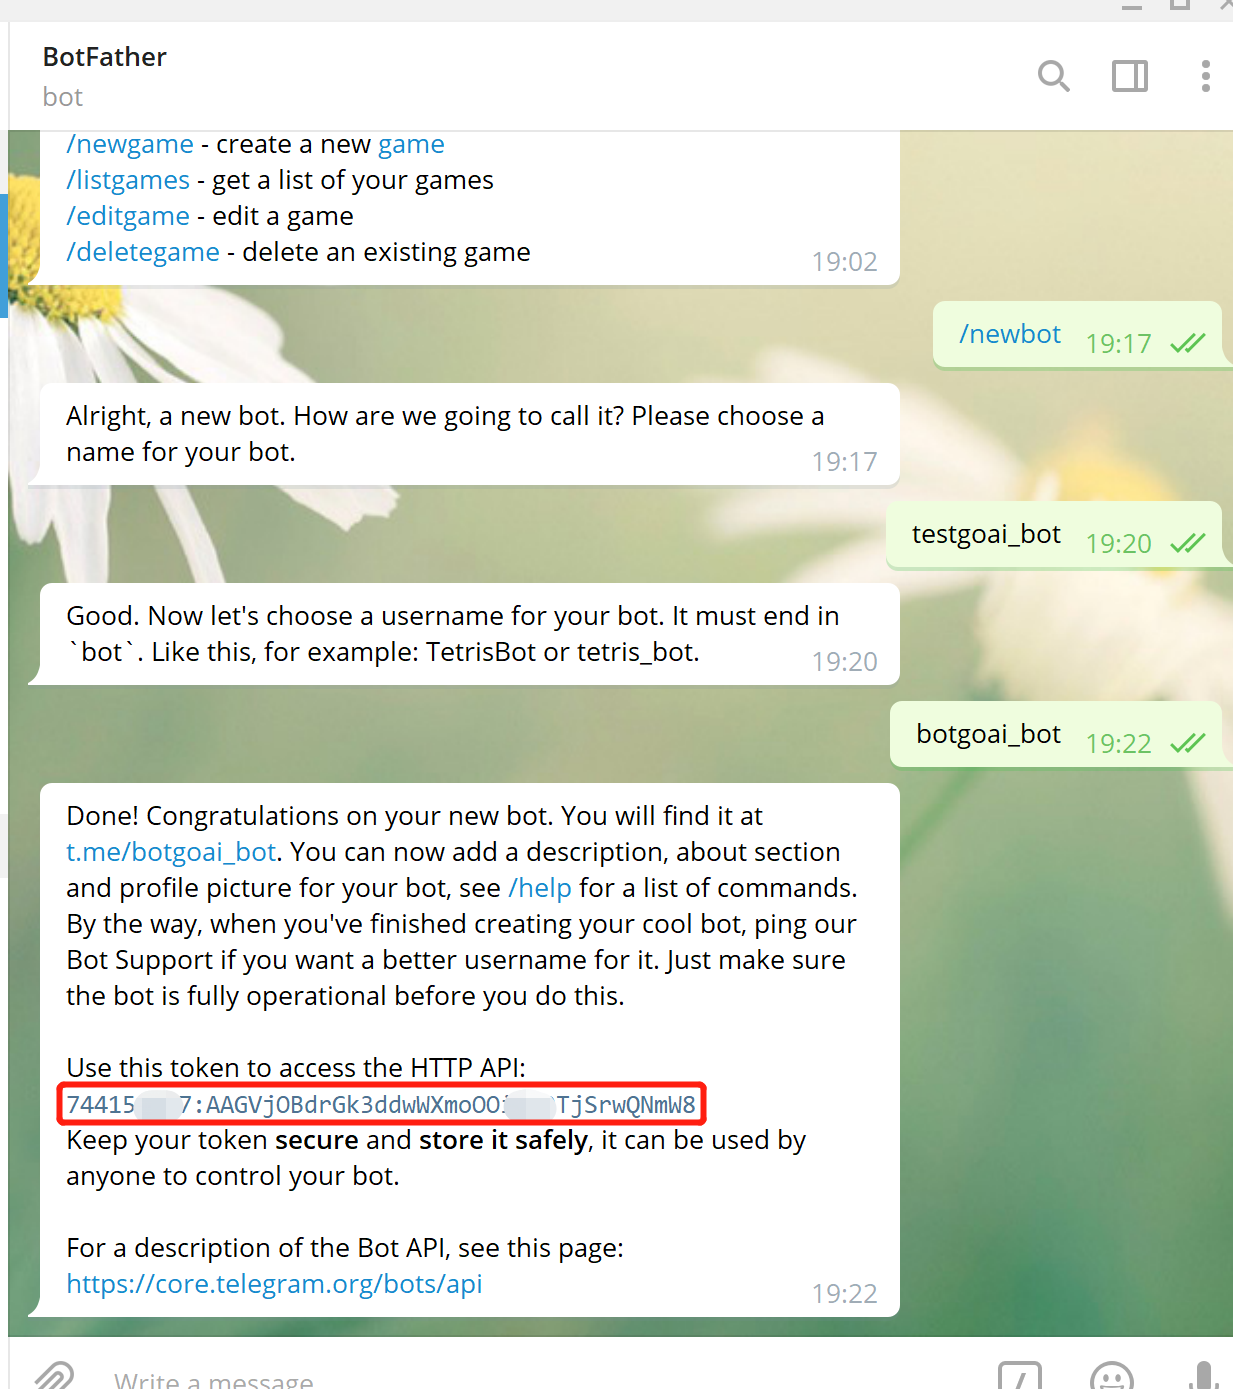 BotFather
bot
/newgame - create a new game
/listgames - get a list of your games
/editgame - edit a game
/deletegame - delete an existing game
19:02
/newbot 19:17
Alright, a new bot. How are we going to call it? Please choose a
name for your bot.
19:17
testgoai_bot 19:20
Good. Now let's choose a username for your bot. It must end in
`bot`. Like this, for example: TetrisBot or tetris_bot.
19:20
botgoai_bot 19:22
Done! Congratulations on your new bot. You will find it at
t.me/botgoai_bot. You can now add a description, about section
and profile picture for your bot, see /help for a list of commands.
By the way, when you've finished creating your cool bot, ping our
Bot Support if you want a better username for it. Just make sure
the bot is fully operational before you do this.
Use this token to access the HTTP API:
74415 7:AAGVjOBdrGk3ddwWXmoOO TjSrwQNmW8
Keep your token secure and store it safely, it can be used by
anyone to control your bot.
For a description of the Bot API, see this page:
https://core.telegram.org/bots/api
19:22
Write a message